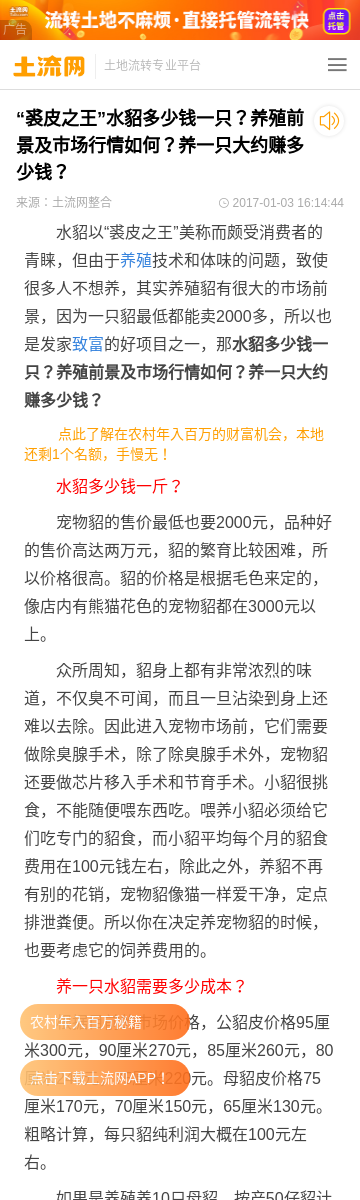 流转土地不麻烦·直接托管流转快
点击
托管
广告
土流网
土地流转专业平台
“裘皮之王”水貂多少钱一只？养殖前
景及市场行情如何？养一只大约赚多
少钱？
来源：土流网整合
2017-01-03 16:14:44
水貂以“裘皮之王”美称而颇受消费者的
青睐，但由于养殖技术和体味的问题，致使
很多人不想养，其实养殖貂有很大的市场前
景，因为一只貂最低都能卖2000多，所以也
是发家致富的好项目之一，那水貂多少钱一
只？养殖前景及市场行情如何？养一只大约
赚多少钱？
点此了解在农村年入百万的财富机会，本地
还剩1个名额，手慢无！
水貂多少钱一斤？
宠物貂的售价最低也要2000元，品种好
的售价高达两万元，貂的繁育比较困难，所
以价格很高。貂的价格是根据毛色来定的，
像店内有熊猫花色的宠物貂都在3000元以
上。
众所周知，貂身上都有非常浓烈的味
道，不仅臭不可闻，而且一旦沾染到身上还
难以去除。因此进入宠物市场前，它们需要
做除臭腺手术，除了除臭腺手术外，宠物貂
还要做芯片移入手术和节育手术。小貂很挑
食，不能随便喂东西吃。喂养小貂必须给它
们吃专门的貂食，而小貂平均每个月的貂食
费用在100元钱左右，除此之外，养貂不再
有别的花销，宠物貂像猫一样爱干净，定点
排泄粪便。所以你在决定养宠物貂的时候，
也要考虑它的饲养费用的。
养一只水貂需要多少成本？
农村年入百万秘籍
市场价格，公貂皮价格95厘
米300元，90厘米270元，85厘米260元，80
点击下载土流网APP！
220元。母貂皮价格75
厘米170元，70厘米150元，65厘米130元。
粗略计算，每只貂纯利润大概在100元左
右。
如果是养殖养10只母貂，按产50仔貂计